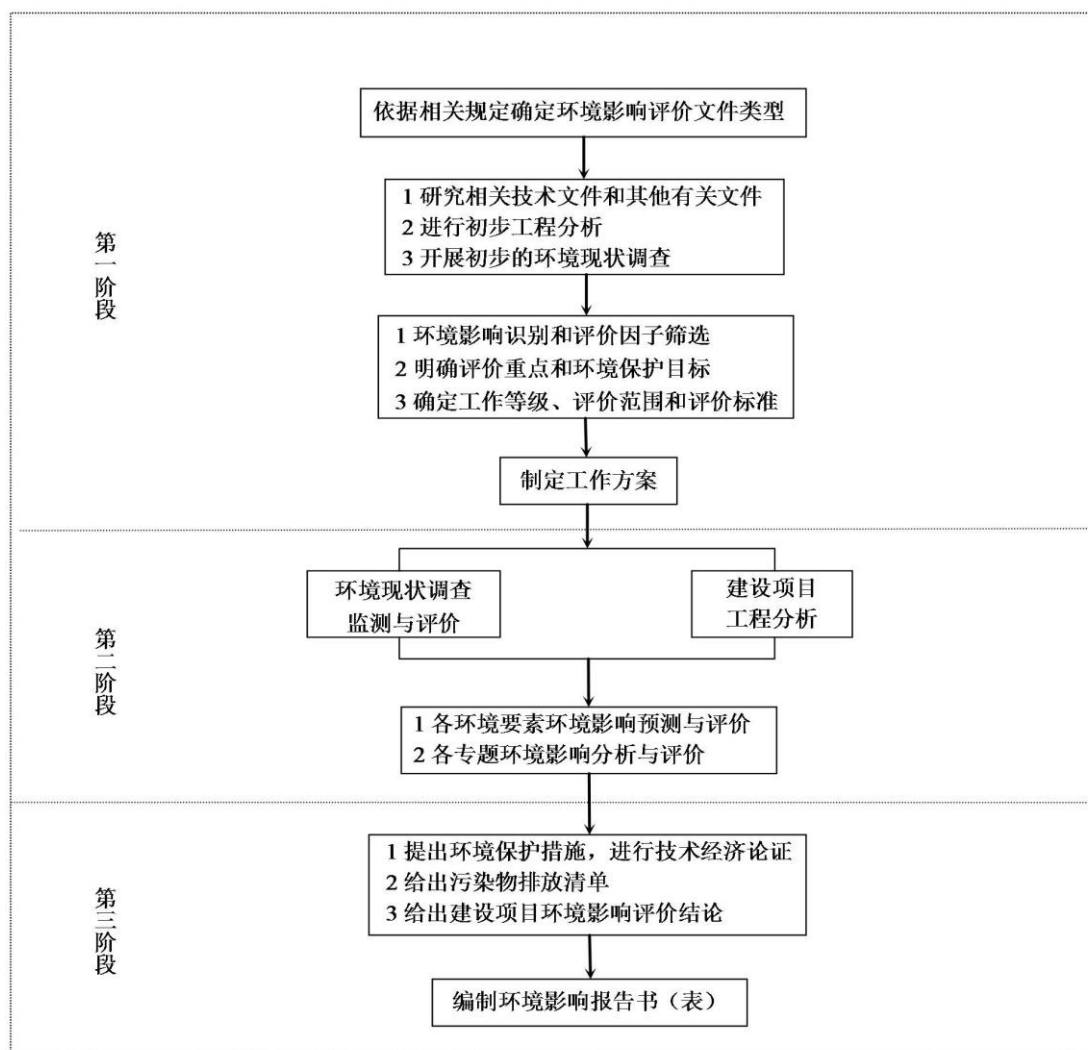 依据相关规定确定环境影响评价文件类型
1 研究相关技术文件和其他有关文件
2 进行初步工程分析
3 开展初步的环境现状调查
第一阶段
1 环境影响识别和评价因子筛选
2 明确评价重点和环境保护目标
3 确定工作等级、评价范围和评价标准
制定工作方案
第二阶段
环境现状调查
监测与评价
建设项目
工程分析
1 各环境要素环境影响预测与评价
2 各专题环境影响分析与评价
第三阶段
1 提出环境保护措施，进行技术经济论证
2 给出污染物排放清单
3 给出建设项目环境影响评价结论
编制环境影响报告书（表）